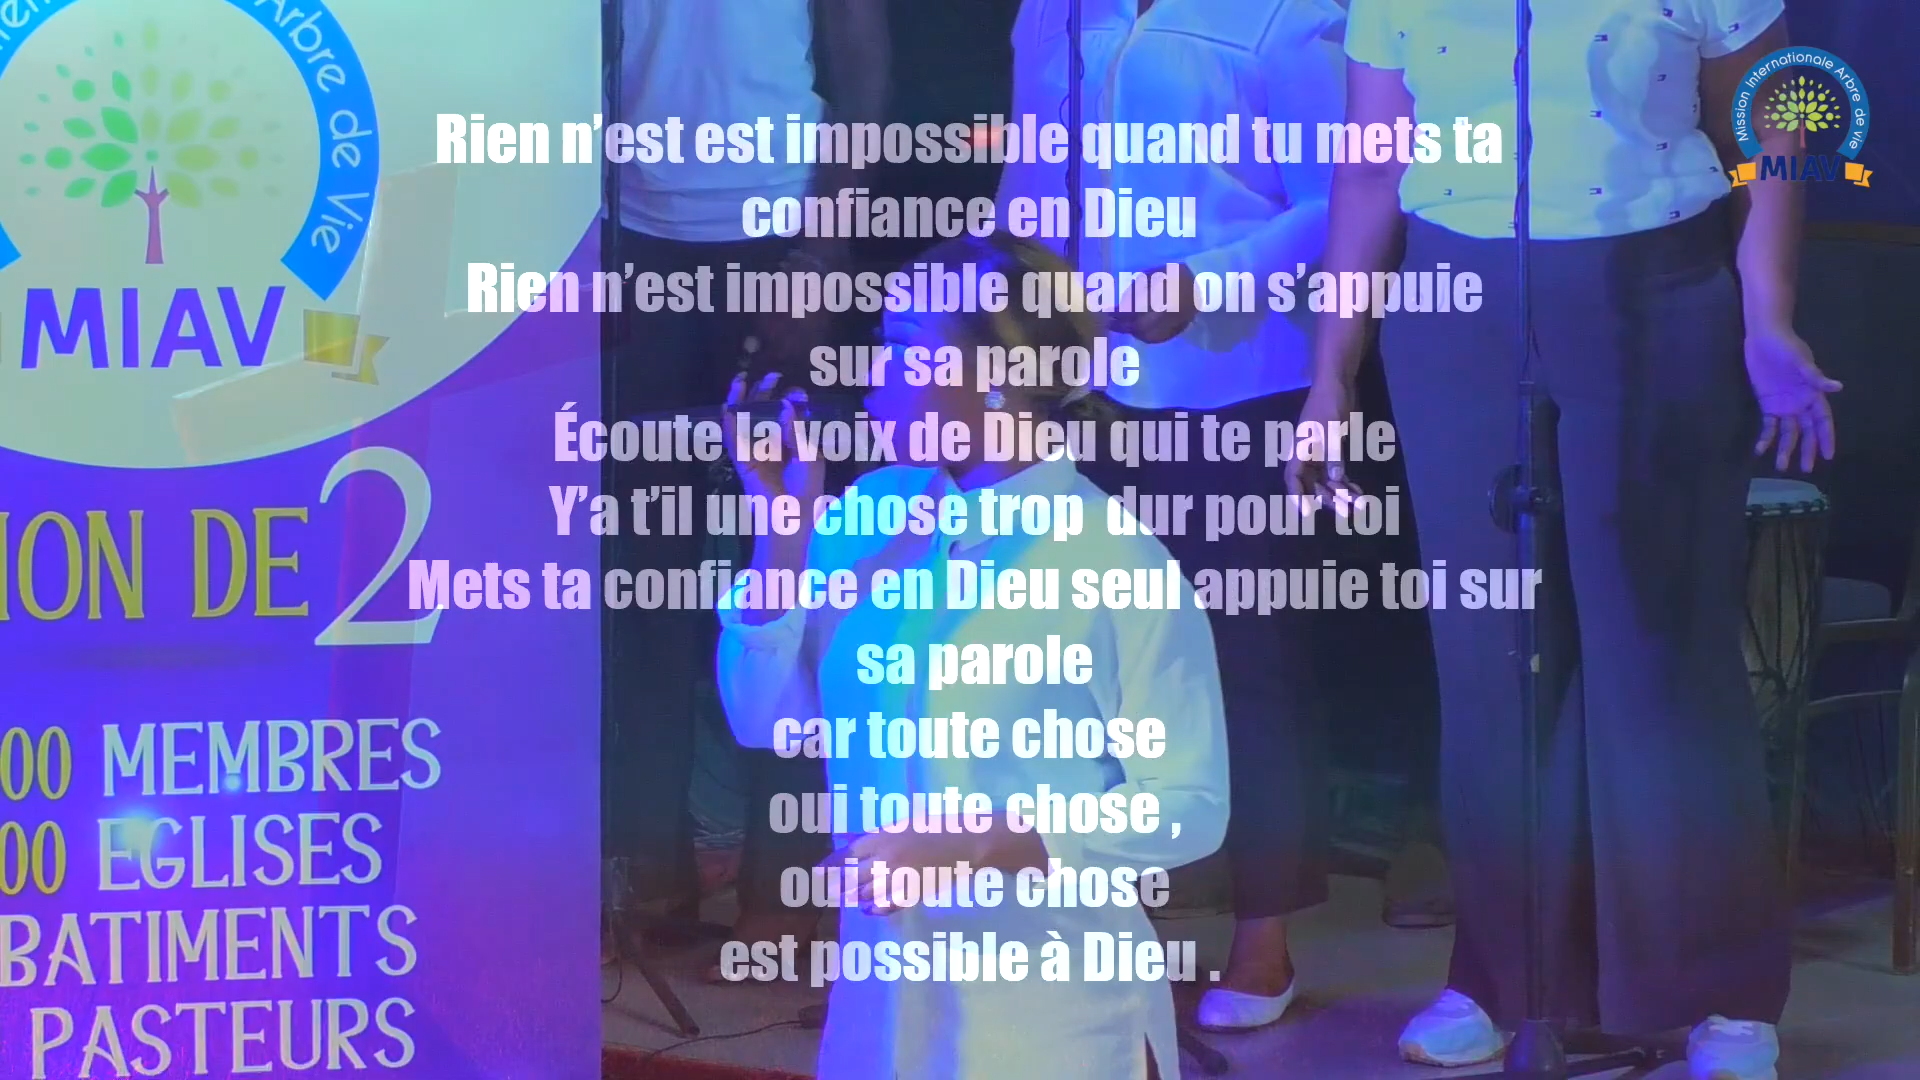 Arbre de Vie
MIAV
ION DE 2
00 MEMBRES
00 EGLISES
BATIMENTS
PASTEURS
Rien n’est est impossible quand tu mets ta
confiance en Dieu
Rien n’est impossible quand on s’appuie
sur sa parole
Écoute la voix de Dieu qui te parle
Y’a t’il une chose trop dur pour toi
Mets ta confiance en Dieu seul appuie toi sur
sa parole
car toute chose
oui toute chose ,
oui toute chose
est possible à Dieu .
Mission Internationale Arbre de vie
MIAV